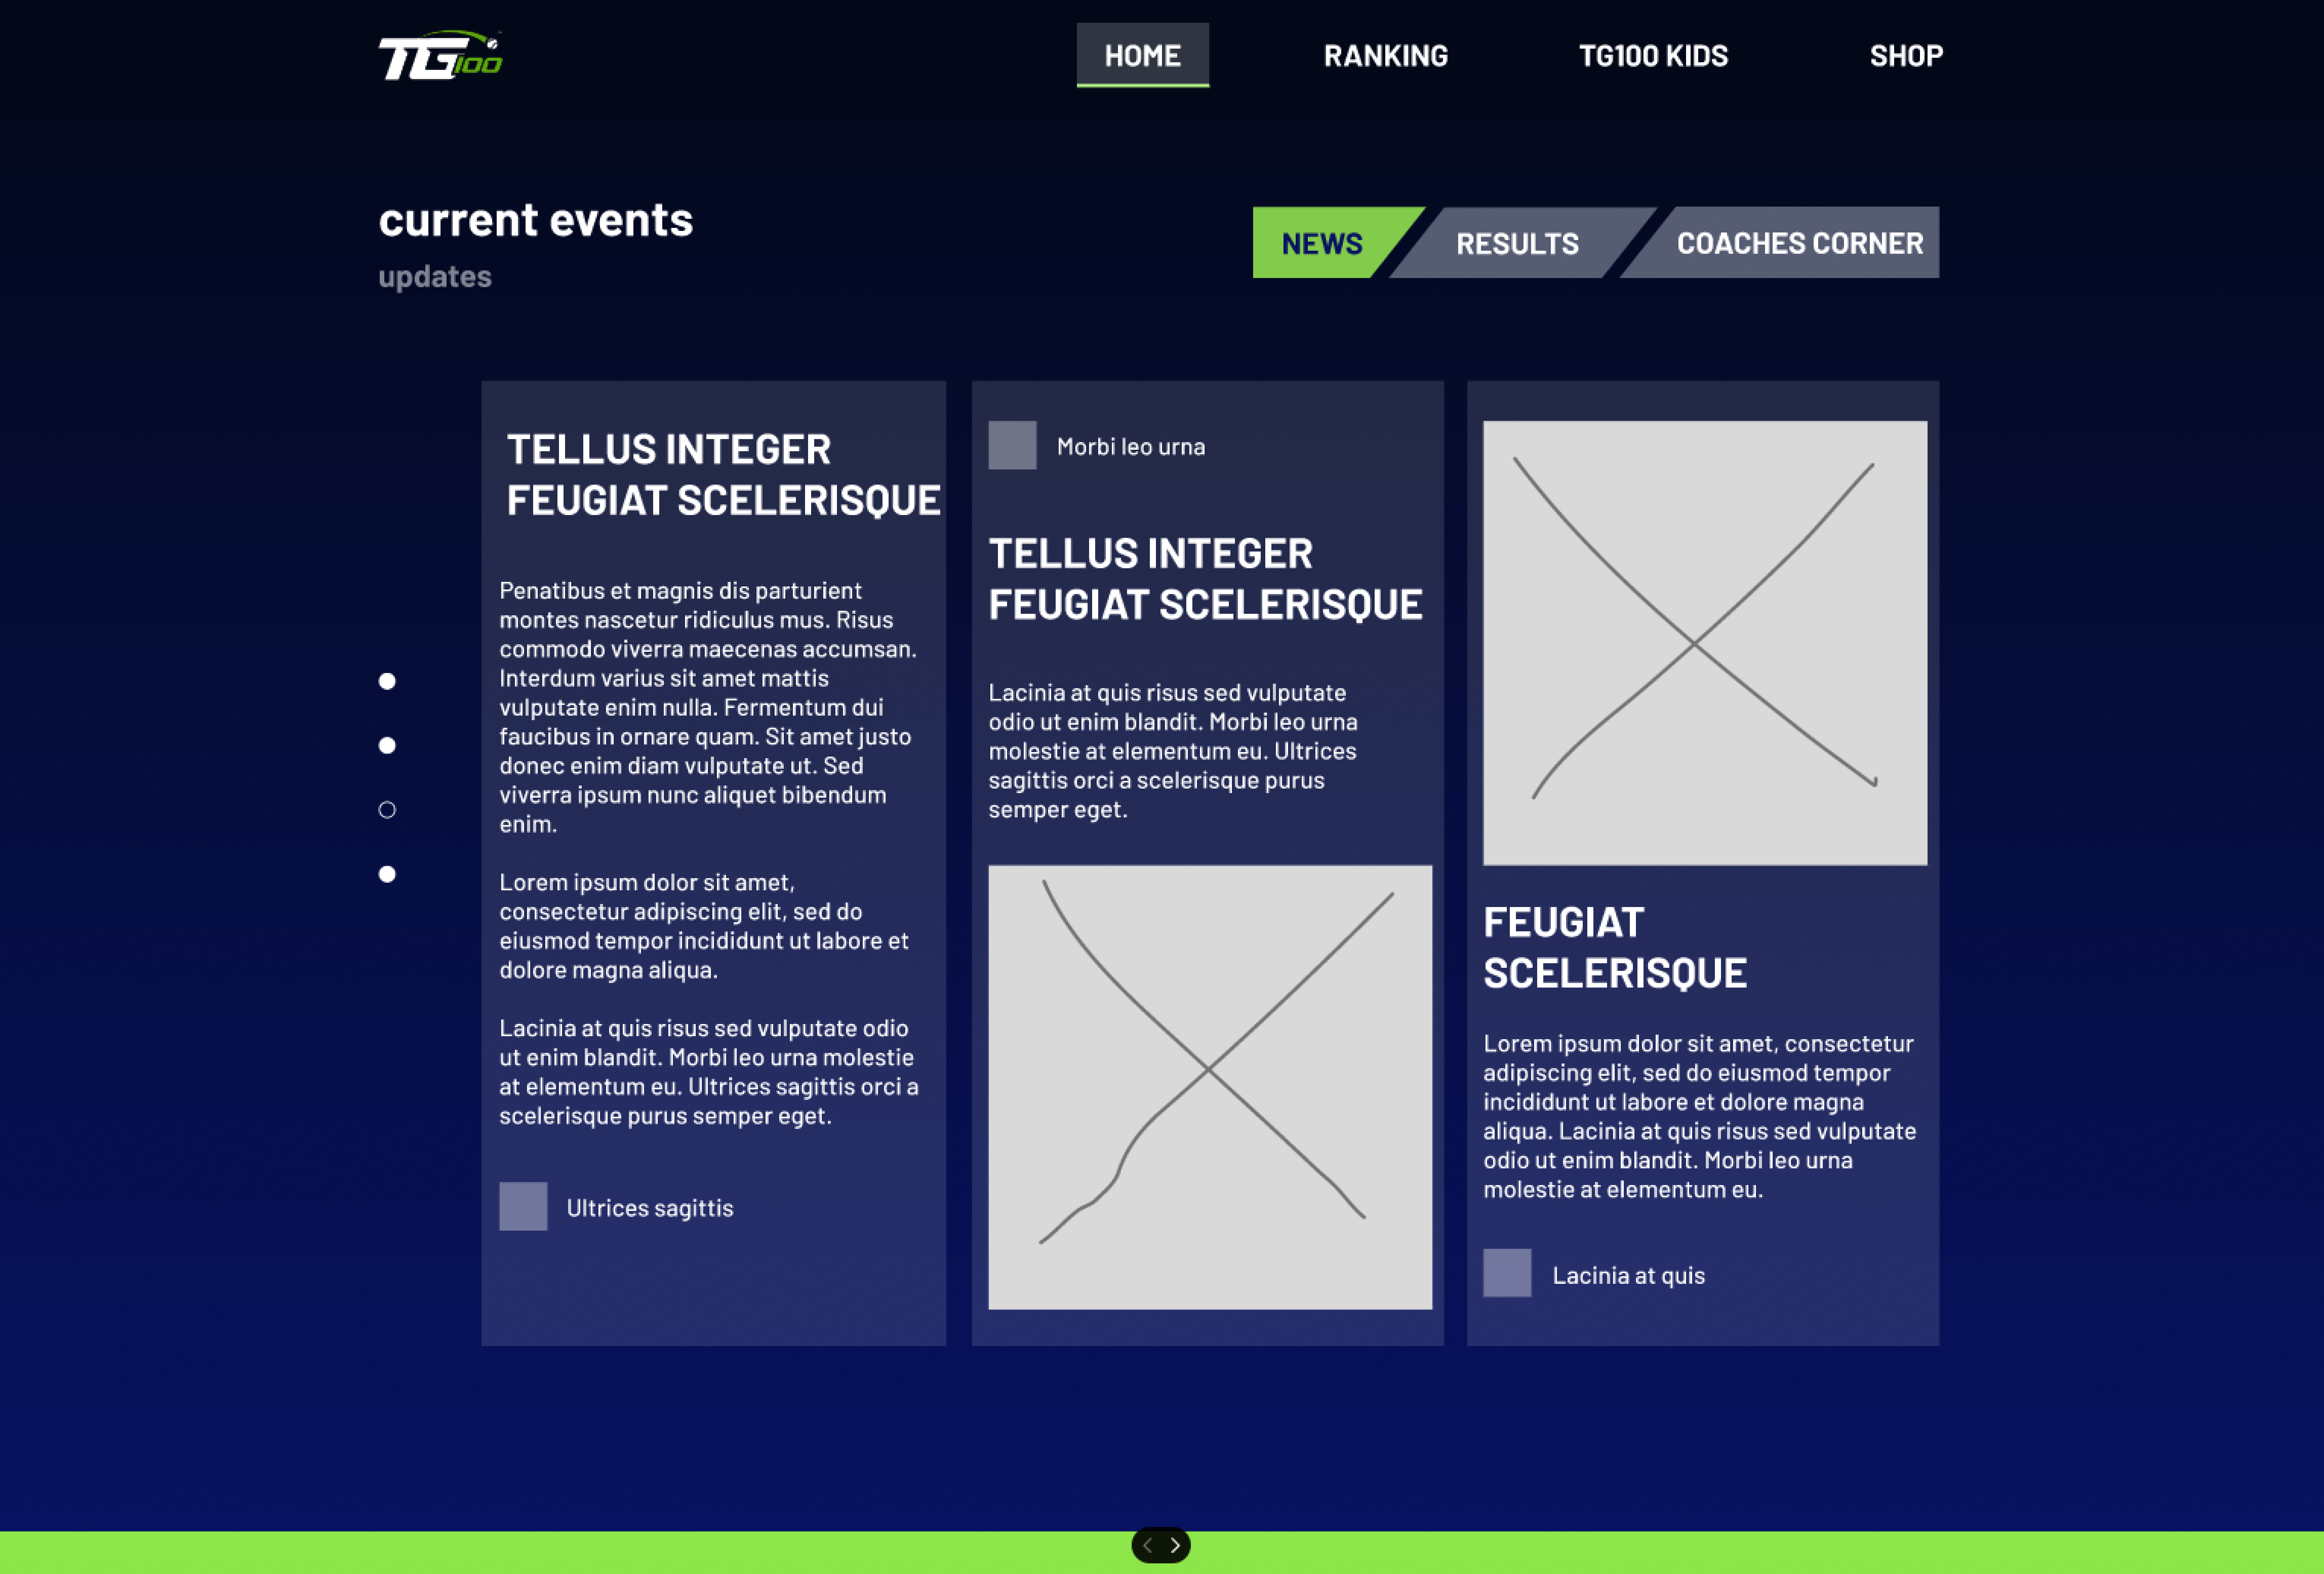 TG100
HOME
RANKING
TG100 KIDS
SHOP
current events
updates
NEWS
RESULTS
COACHES CORNER
TELLUS INTEGER
FEUGIAT SCELERISQUE
Penatibus et magnis dis parturient
montes nascetur ridiculus mus. Risus
commodo viverra maecenas accumsan.
Interdum varius sit amet mattis
vulputate enim nulla. Fermentum dui
faucibus in ornare quam. Sit amet justo
donec enim diam vulputate ut. Sed
viverra ipsum nunc aliquet bibendum
enim.
Lorem ipsum dolor sit amet,
consectetur adipiscing elit, sed do
eiusmod tempor incididunt ut labore et
dolore magna aliqua.
Lacinia at quis risus sed vulputate odio
ut enim blandit. Morbi leo urna molestie
at elementum eu. Ultrices sagittis orci a
scelerisque purus semper eget.
Ultrices sagittis
Morbi leo urna
TELLUS INTEGER
FEUGIAT SCELERISQUE
Lacinia at quis risus sed vulputate
odio ut enim blandit. Morbi leo urna
molestie at elementum eu. Ultrices
sagittis orci a scelerisque purus
semper eget.
FEUGIAT
SCELERISQUE
Lorem ipsum dolor sit amet, consectetur
adipiscing elit, sed do eiusmod tempor
incididunt ut labore et dolore magna
aliqua. Lacinia at quis risus sed vulputate
odio ut enim blandit. Morbi leo urna
molestie at elementum eu.
Lacinia at quis